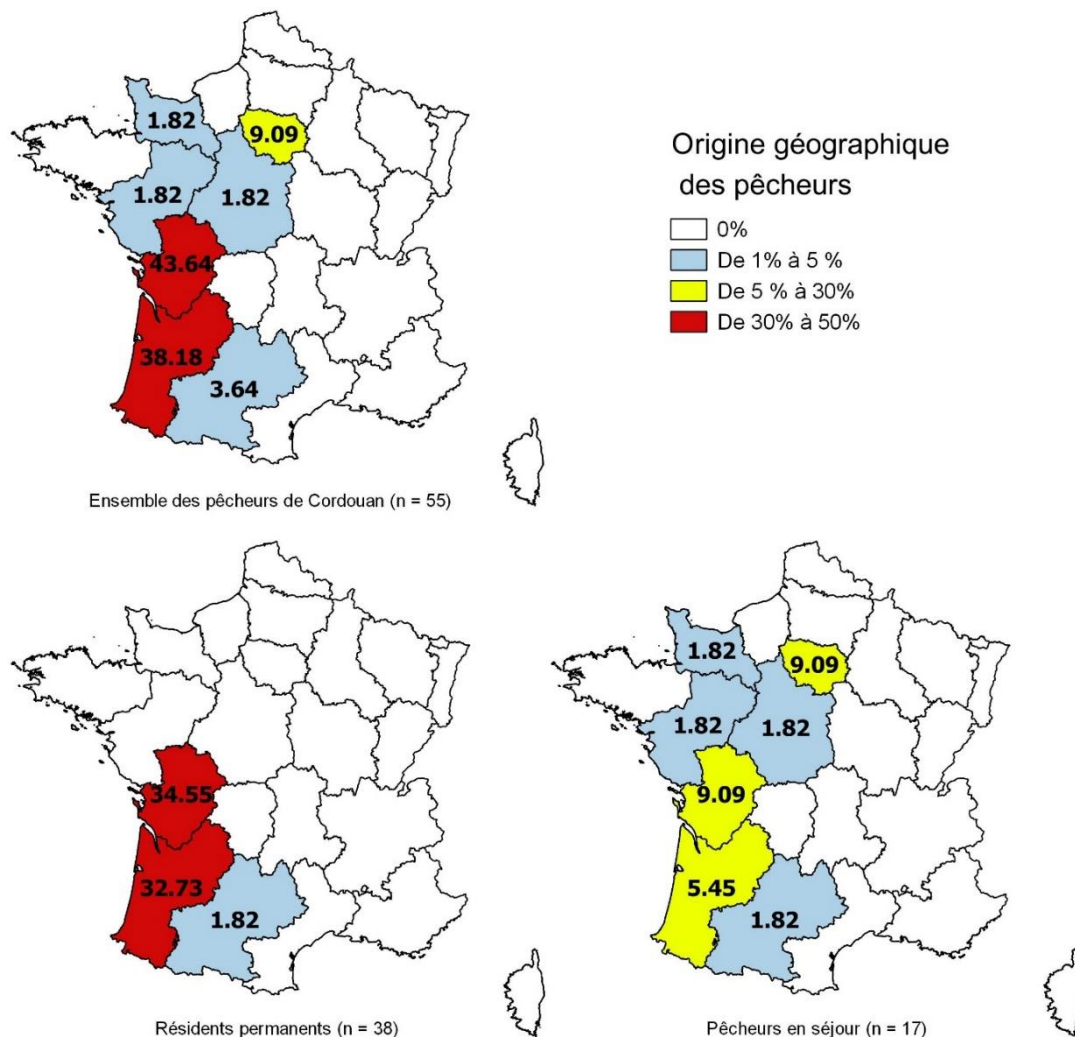 1.82
9.09
1.82
1.82
43.64
38.18
3.64
Ensemble des pêcheurs de Cordouan (n = 55)
Origine géographique
des pêcheurs
0%
De 1% à 5 %
De 5 % à 30%
De 30% à 50%
34.55
32.73
1.82
Résidents permanents (n = 38)
1.82
9.09
1.82
1.82
9.09
5.45
1.82
Pêcheurs en séjour (n = 17)